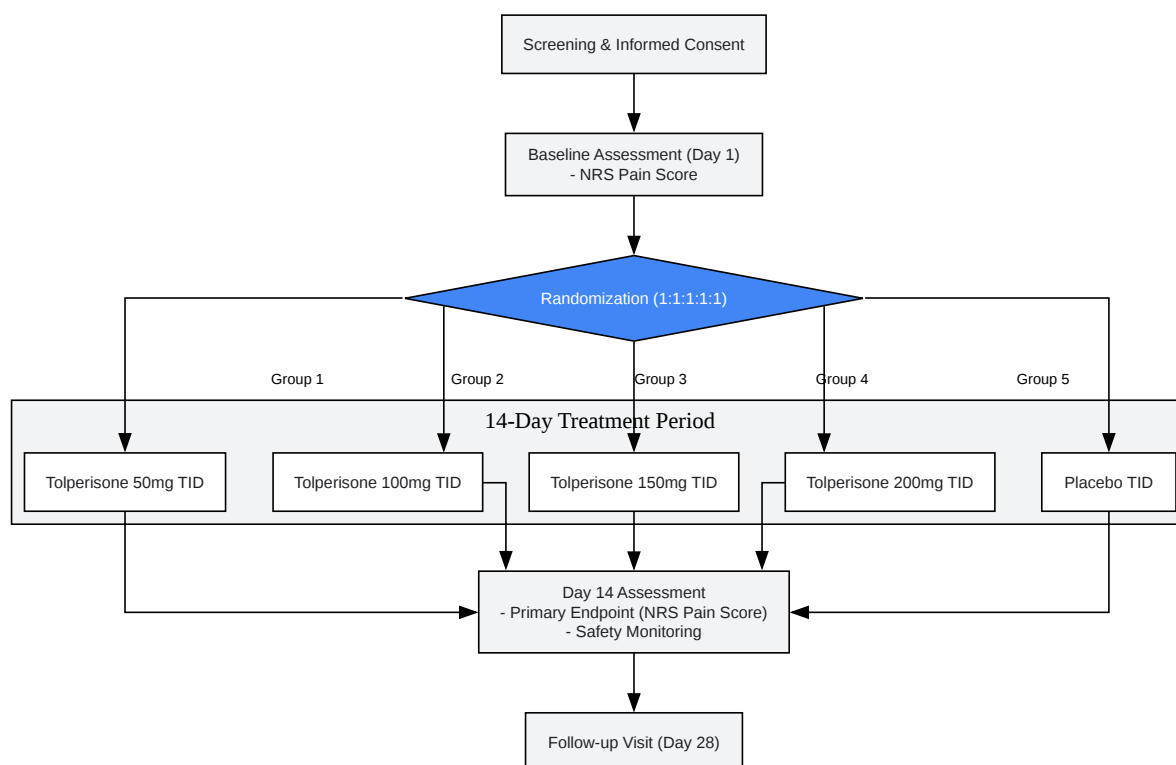 Screening & Informed Consent
Baseline Assessment (Day 1)
- NRS Pain Score
Randomization (1:1:1:1:1)
Group 1
Group 2
Group 3
Group 4
Group 5
14-Day Treatment Period
Tolperisone 50mg TID
Tolperisone 100mg TID
Tolperisone 150mg TID
Tolperisone 200mg TID
Placebo TID
Day 14 Assessment
- Primary Endpoint (NRS Pain Score)
- Safety Monitoring
Follow-up Visit (Day 28)